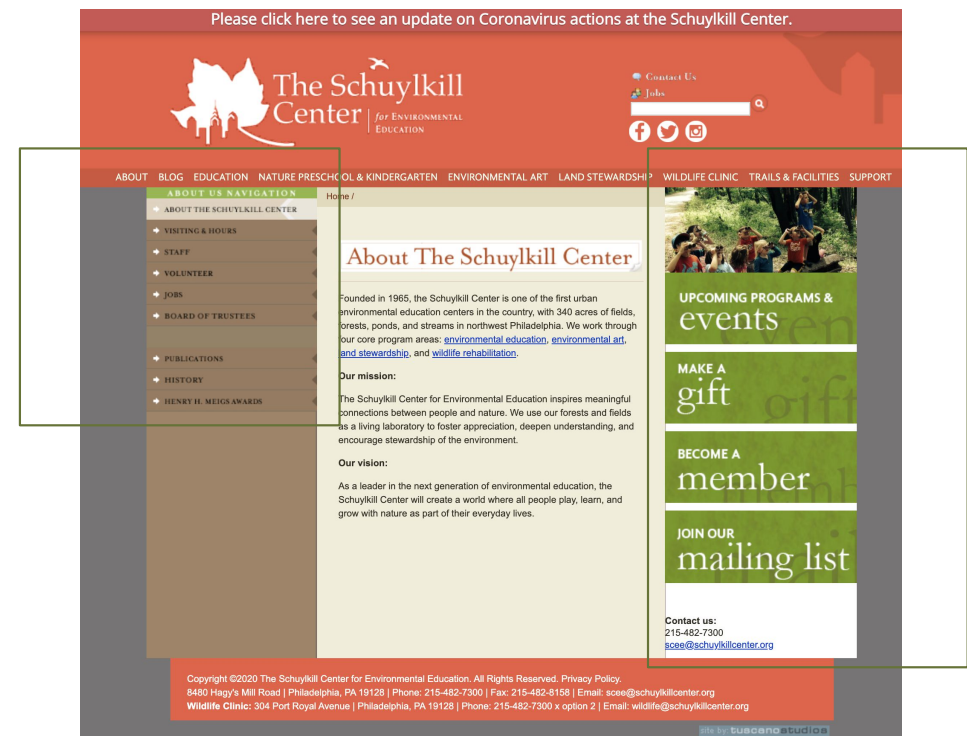 Please click here to see an update on Coronavirus actions at the Schuylkill Center.
The Schuylkill
Center for Environmental
Education
Contact Us
Jobs
ABOUT BLOG EDUCATION NATURE PRESCHOOL & KINDERGARTEN ENVIRONMENTAL ART LAND STEWARDSHIP WILDLIFE CLINIC TRAILS & FACILITIES SUPPORT
ABOUT US NAVIGATION
ABOUT THE SCHUYLKILL CENTER
VISITING & HOURS
STAFF
VOLUNTEER
JOBS
BOARD OF TRUSTEES
PUBLICATIONS
HISTORY
HENRY H. MEIGS AWARDS
Home /
About The Schuylkill Center
Founded in 1965, the Schuylkill Center is one of the first urban
environmental education centers in the country, with 340 acres of fields,
forests, ponds, and streams in northwest Philadelphia. We work through
four core program areas: environmental education, environmental art,
land stewardship, and wildlife rehabilitation.
Our mission:
The Schuylkill Center for Environmental Education inspires meaningful
connections between people and nature. We use our forests and fields
as a living laboratory to foster appreciation, deepen understanding, and
encourage stewardship of the environment.
Our vision:
As a leader in the next generation of environmental education, the
Schuylkill Center will create a world where all people play, learn, and
grow with nature as part of their everyday lives.
UPCOMING PROGRAMS &
events
MAKE A
gift
BECOME A
member
JOIN OUR
mailing list
Contact us:
215-482-7300
scee@schuylkillcenter.org
Copyright ©2020 The Schuylkill Center for Environmental Education. All Rights Reserved. Privacy Policy.
8480 Hagy's Mill Road | Philadelphia, PA 19128 | Phone: 215-482-7300 | Fax: 215-482-8158 | Email: scee@schuylkillcenter.org
Wildlife Clinic: 304 Port Royal Avenue | Philadelphia, PA 19128 | Phone: 215-482-7300 x option 2 | Email: wildlife@schuylkillcenter.org
site by: tuscano studios